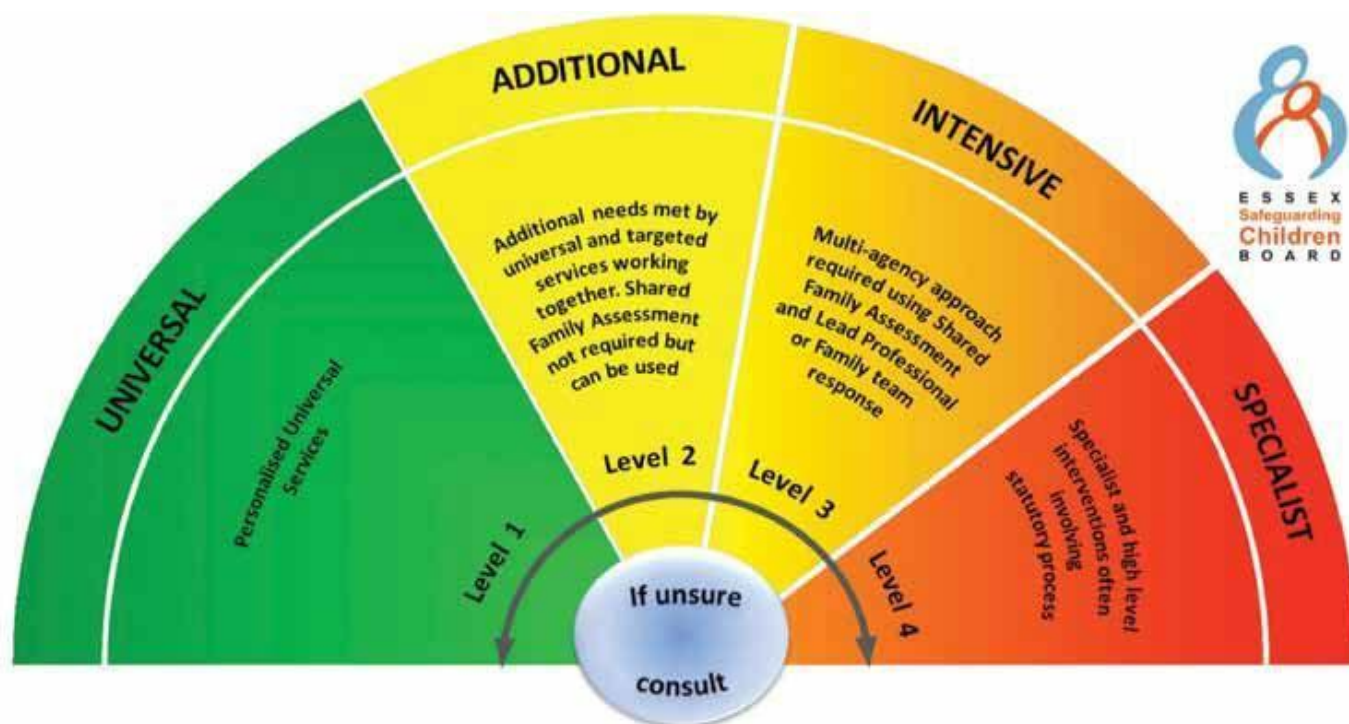 UNIVERSAL
Personalised Universal
Services
Level 1
ADDITIONAL
Additional needs met by
universal and targeted
services working
together. Shared
Family Assessment
not required but
can be used
Level 2
INTENSIVE
Multi-agency approach
required using Shared
Family Assessment
and Lead Professional
or Family team
response
Level 3
SPECIALIST
Specialist and high level
interventions often
involving
statutory process
Level 4
If unsure
consult
ESSEX
Safeguarding
Children
BOARD